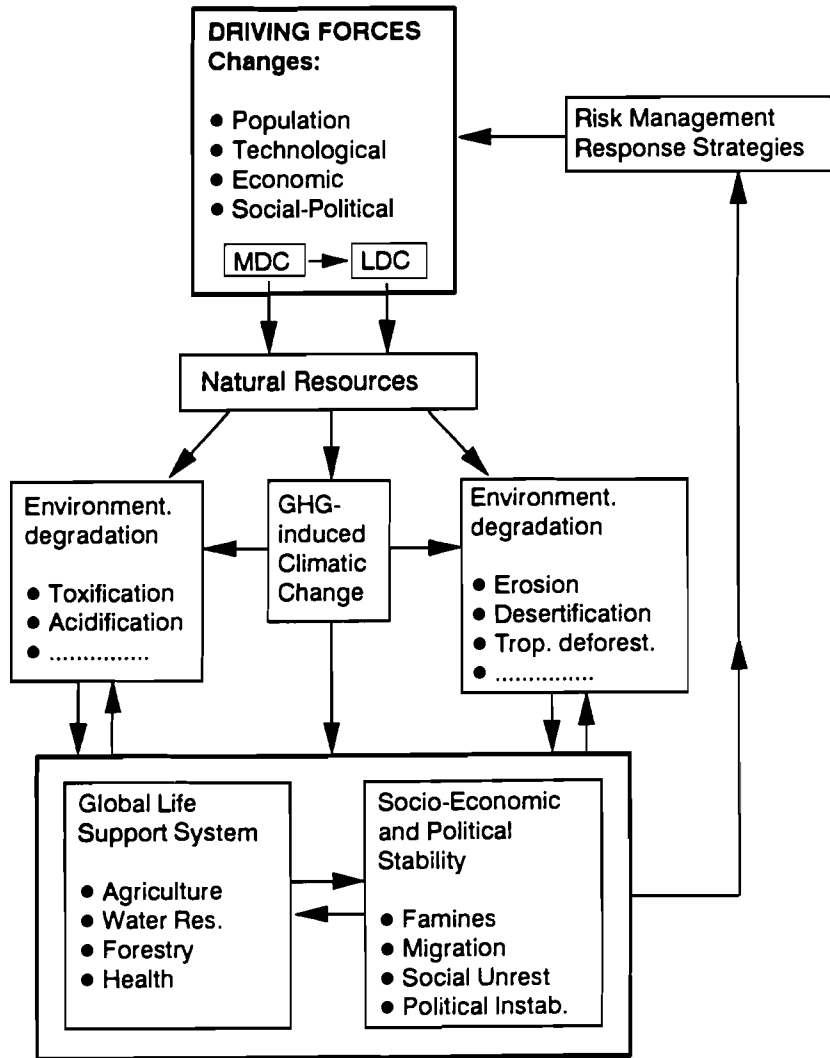 DRIVING FORCES
Changes:
● Population
● Technological
● Economic
● Social-Political
MDC
LDC
Risk Management
Response Strategies
Natural Resources
Environment.
degradation
● Toxification
● Acidification
● ...............
GHG-
induced
Climatic
Change
Environment.
degradation
● Erosion
● Desertification
● Trop. deforest.
● ...............
Global Life
Support System
● Agriculture
● Water Res.
● Forestry
● Health
Socio-Economic
and Political
Stability
● Famines
● Migration
● Social Unrest
● Political Instab.